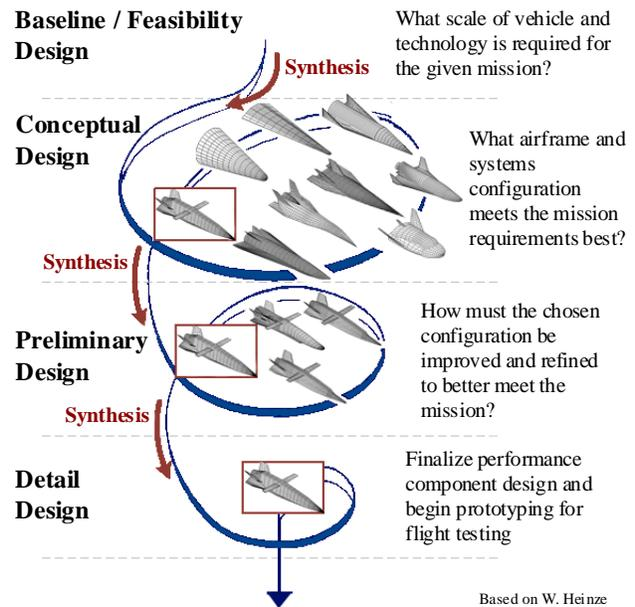 Baseline / Feasibility
Design
What scale of vehicle and
technology is required for
the given mission?
Synthesis
Conceptual
Design
What airframe and
systems
configuration
meets the mission
requirements best?
Synthesis
Preliminary
Design
How must the chosen
configuration be
improved and refined
to better meet the
mission?
Synthesis
Detail
Design
Finalize performance
component design and
begin prototyping for
flight testing
Based on W. Heinze